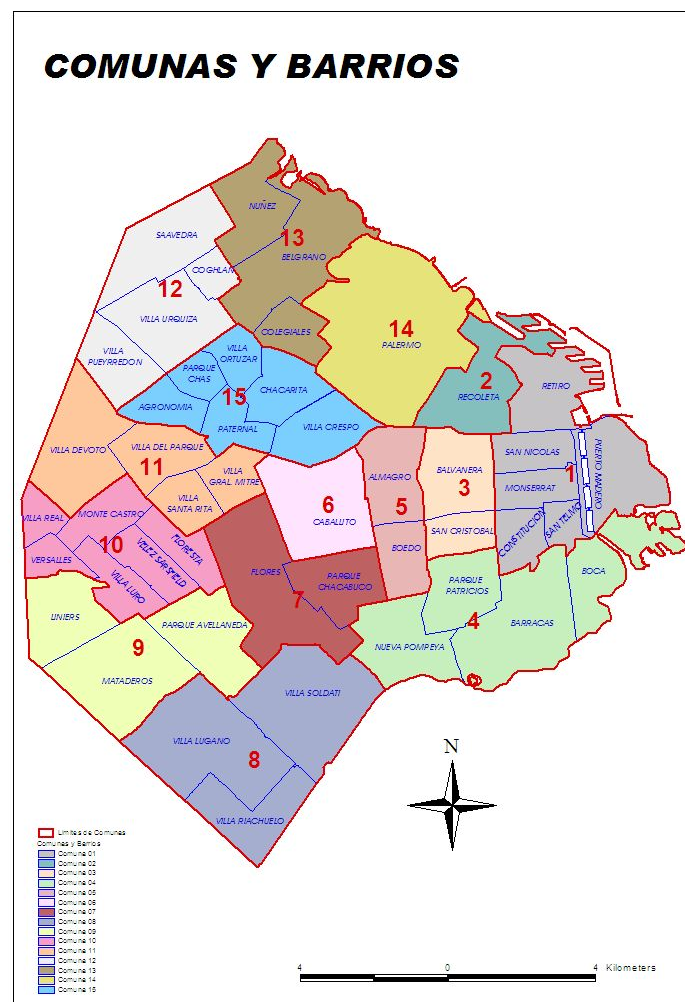 COMUNAS Y BARRIOS
NUÑEZ
13
SAAVEDRA
BELGRANO
COGHLAN
12
VILLA URQUIZA
COLEGIALES
14
PALERMO
VILLA
PUEYRREDON
VILLA
ORTUZAR
PARQUE
CHAS
15
CHACARITA
AGRONOMIA
PATERNAL
VILLA CRESPO
2
RECOLETA
RETIRO
VILLA DEVOTO
VILLA DEL PARQUE
11
VILLA
GRAL MITRE
VILLA
SANTA RITA
6
CABALUTO
ALMAGRO
5
BOEDO
BALVANERA
3
SAN CRISTOBAL
SAN NICOLAS
MONSERRAT
1
PUERTO MADERO
CONSTITUCION
SAN TELMO
VILLA REAL
MONTE CASTRO
10
VERSALLES
VELEZ SARSFIELD
FLORESTA
VILLA LURO
FLORES
PARQUE
CHACABUCO
7
PARQUE
PATRICIOS
BOCA
4
BARRACAS
NUEVA POMPEYA
LINIERS
PARQUE AVELLANEDA
9
MATADEROS
VILLA SOLDATI
VILLA LUGANO
8
VILLA RIACHUELO
N
Limites de Comunas
Comunas y Barrios
Comuna 01
Comuna 02
Comuna 03
Comuna 04
Comuna 05
Comuna 06
Comuna 07
Comuna 08
Comuna 09
Comuna 10
Comuna 11
Comuna 12
Comuna 13
Comuna 14
Comuna 15
4 0 4 Kilometers